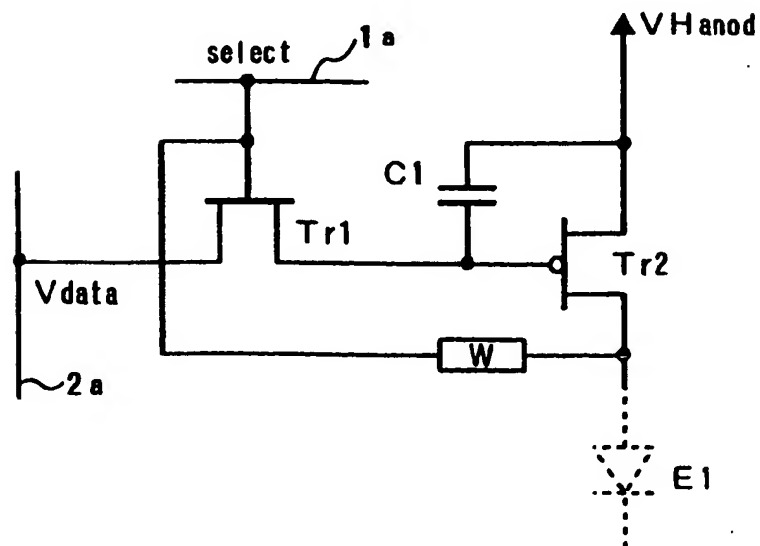 VHanod
select
1a
C1
Tr1
Tr2
Vdata
W
2a
E1